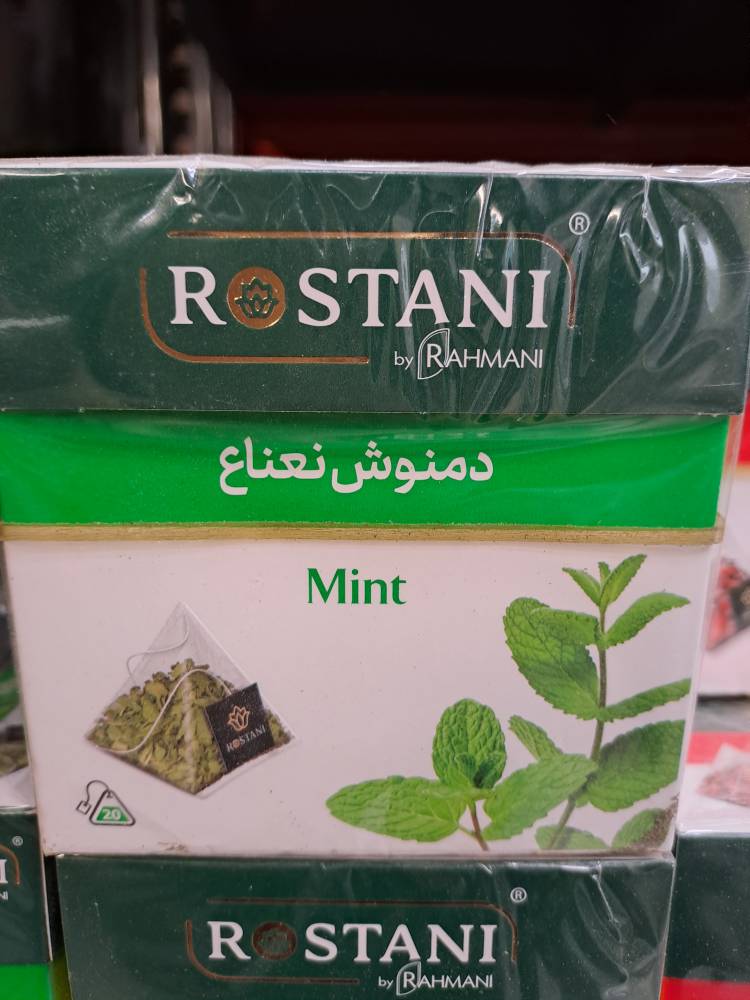 ROSTANI ®
by RAHMANI
دمنوش نعناع
Mint
ROSTANI
20
ROSTANI ®
by RAHMANI